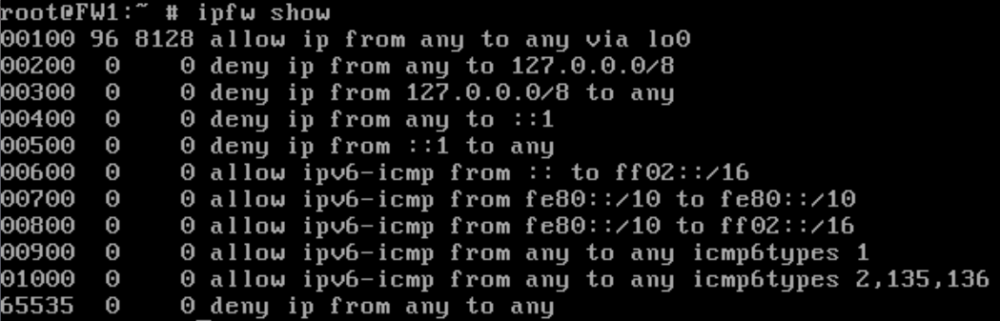 root@FW1:~ # ipfw show
00100 96 8128 allow ip from any to any via lo0
00200  0    0 deny ip from any to 127.0.0.0/8
00300  0    0 deny ip from 127.0.0.0/8 to any
00400  0    0 deny ip from any to ::1
00500  0    0 deny ip from ::1 to any
00600  0    0 allow ipv6-icmp from :: to ff02::/16
00700  0    0 allow ipv6-icmp from fe80::/10 to fe80::/10
00800  0    0 allow ipv6-icmp from fe80::/10 to ff02::/16
00900  0    0 allow ipv6-icmp from any to any icmp6types 1
01000  0    0 allow ipv6-icmp from any to any icmp6types 2,135,136
65535  0    0 deny ip from any to any